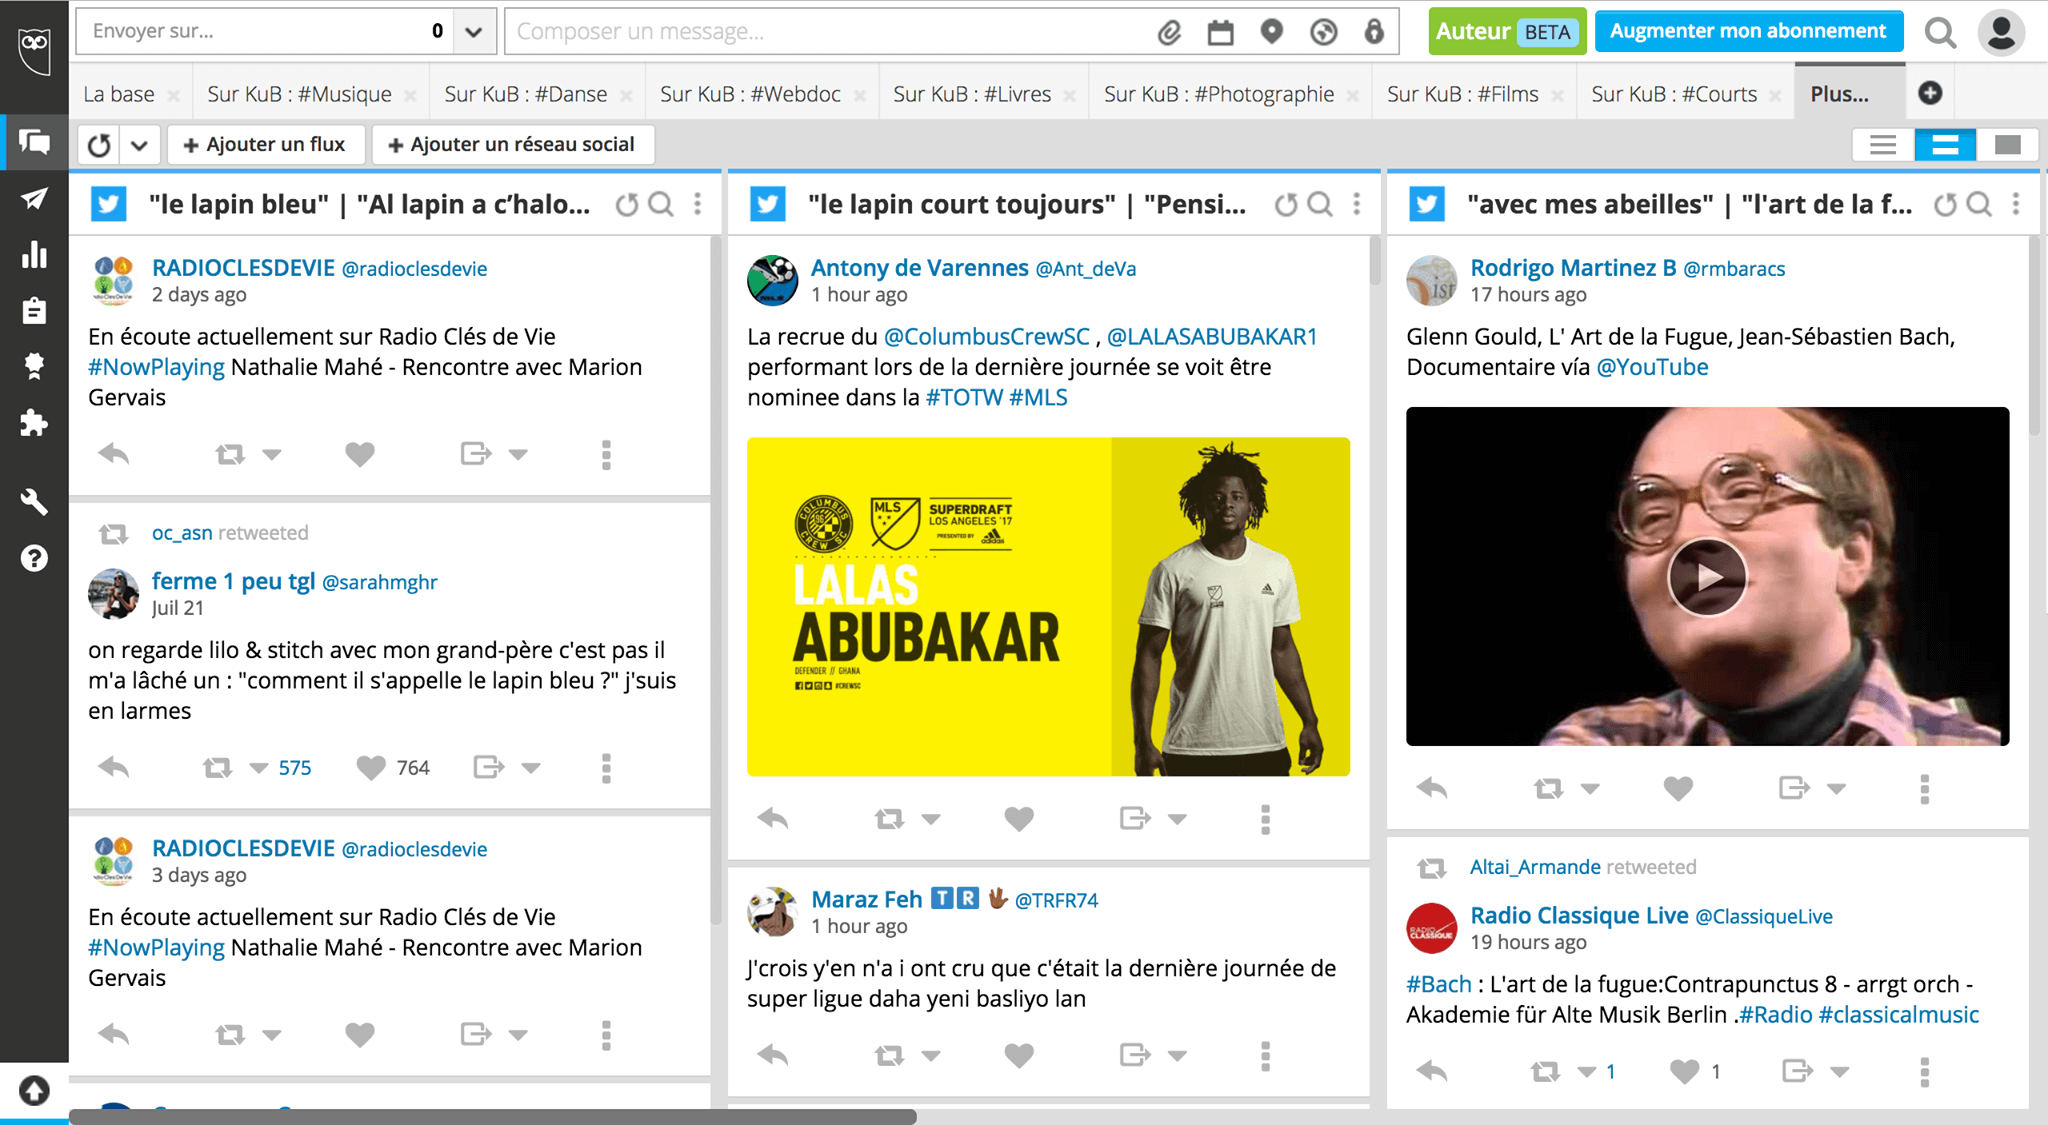 Envoyer sur... 0
Composer un message...
Auteur BETA
Augmenter mon abonnement
La base
Sur KuB : #Musique
Sur KuB : #Danse
Sur KuB : #Webdoc
Sur KuB : #Livres
Sur KuB : #Photographie
Sur KuB : #Films
Sur KuB : #Courts
Plus...
+ Ajouter un flux
+ Ajouter un réseau social
"le lapin bleu" | "Al lapin a c’halo...
RADIOCLESDEVIE @radioclesdevie
2 days ago
En écoute actuellement sur Radio Clés de Vie
#NowPlaying Nathalie Mahé - Rencontre avec Marion
Gervais
oc_asn retweeted
ferme 1 peu tgl @sarahmghr
Juil 21
on regarde lilo & stitch avec mon grand-père c'est pas il
m'a lâché un : "comment il s'appelle le lapin bleu ?" j'suis
en larmes
575
764
RADIOCLESDEVIE @radioclesdevie
3 days ago
En écoute actuellement sur Radio Clés de Vie
#NowPlaying Nathalie Mahé - Rencontre avec Marion
Gervais
"le lapin court toujours" | "Pensi...
Antony de Varennes @Ant_deVa
1 hour ago
La recrue du @ColumbusCrewSC , @LALASABUBAKAR1
performant lors de la dernière journée se voit être
nominee dans la #TOTW #MLS
COLUMBUS
96
CREW SC
MLS
SUPERDRAFT
LOS ANGELES '17
PRESENTED BY adidas
LALAS
ABUBAKAR
DEFENDER // GHANA
#CREWSC
Maraz Feh T R @TRFR74
1 hour ago
J'crois y'en n'a i ont cru que c'était la dernière journée de
super ligue daha yeni basliyo lan
"avec mes abeilles" | "l'art de la f...
Rodrigo Martinez B @rmbaracs
17 hours ago
Glenn Gould, L' Art de la Fugue, Jean-Sébastien Bach,
Documentaire vía @YouTube
Altai_Armande retweeted
RADIO
CLASSIQUE
Radio Classique Live @ClassiqueLive
19 hours ago
#Bach : L'art de la fugue:Contrapunctus 8 - arrgt orch -
Akademie für Alte Musik Berlin .#Radio #classicalmusic
1
1